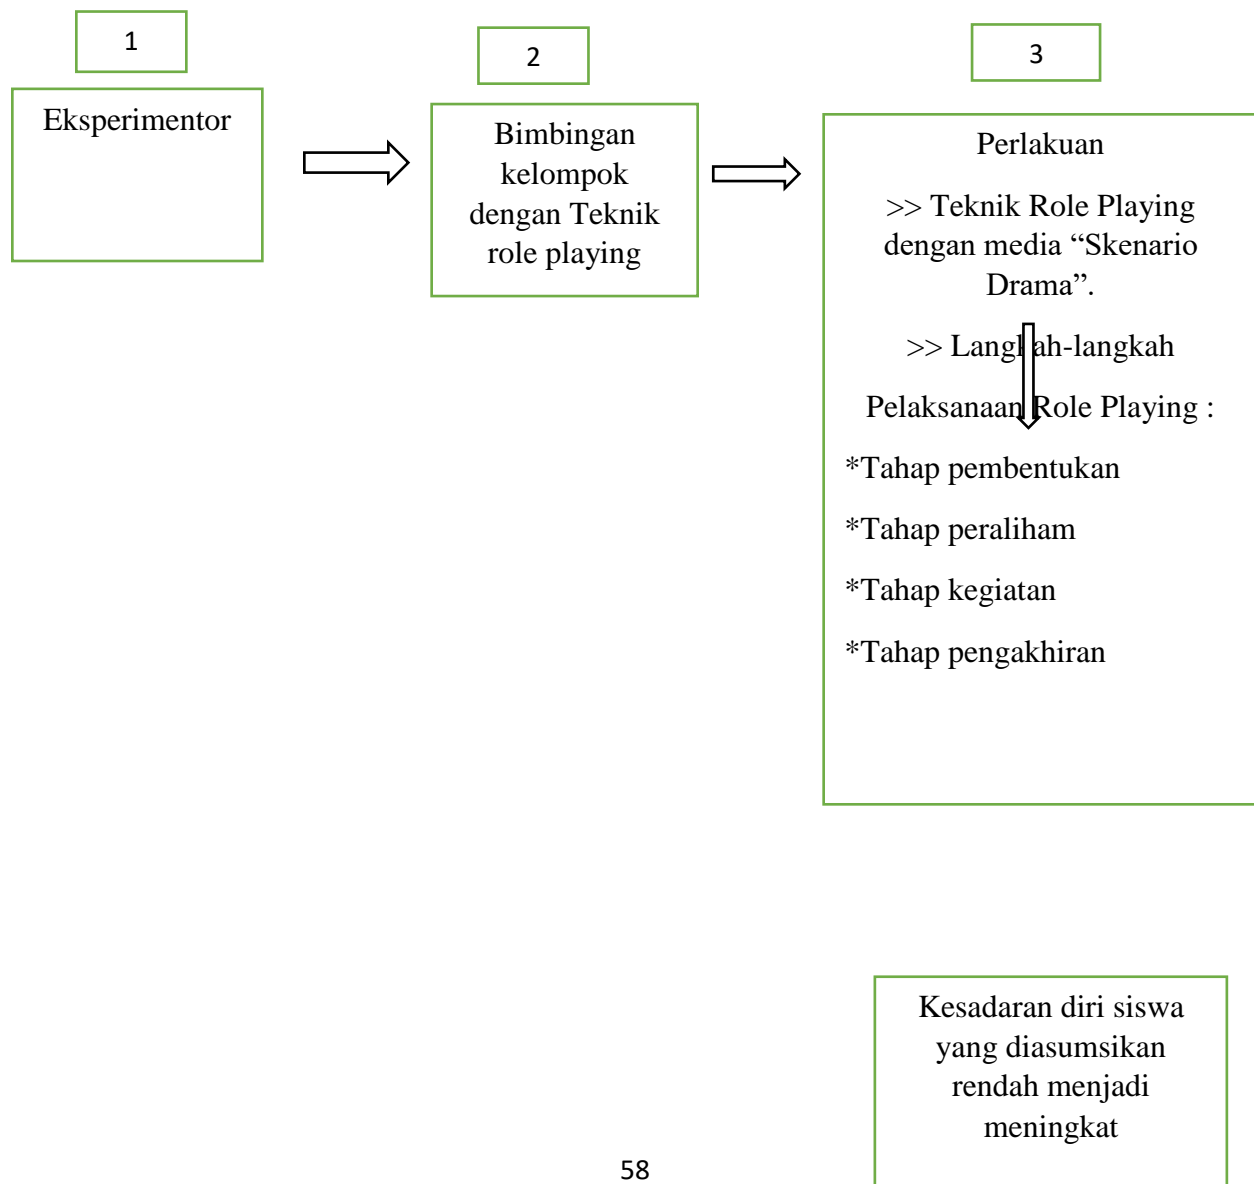 1
Eksperimentor
2
Bimbingan
kelompok
dengan Teknik
role playing
3
Perlakuan
>> Teknik Role Playing
dengan media “Skenario
Drama”.
>> Langkah-langkah
Pelaksanaan Role Playing :
*Tahap pembentukan
*Tahap peraliham
*Tahap kegiatan
*Tahap pengakhiran
Kesadaran diri siswa
yang diasumsikan
rendah menjadi
meningkat
58